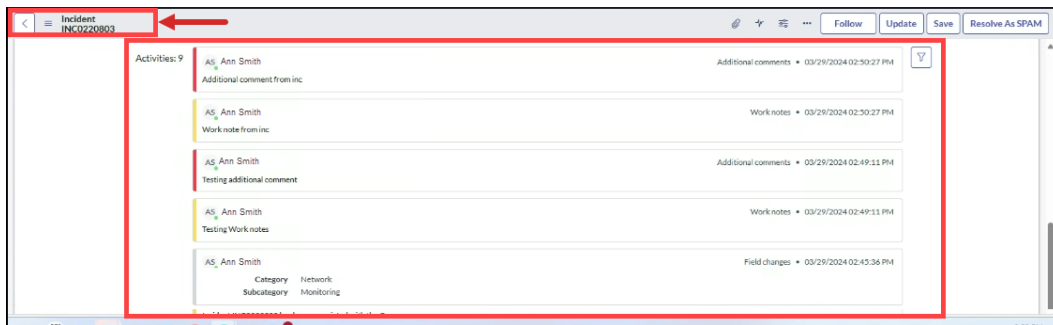 Incident
INC0220803
Follow
Update
Save
Resolve As SPAM
Activities: 9
AS Ann Smith
Additional comments • 03/29/2024 02:50:27 PM
Additional comment from inc
AS Ann Smith
Work notes • 03/29/2024 02:50:27 PM
Work note from inc
AS Ann Smith
Additional comments • 03/29/2024 02:49:11 PM
Testing additional comment
AS Ann Smith
Work notes • 03/29/2024 02:49:11 PM
Testing Work notes
AS Ann Smith
Field changes • 03/29/2024 02:45:36 PM
Category Network
Subcategory Monitoring